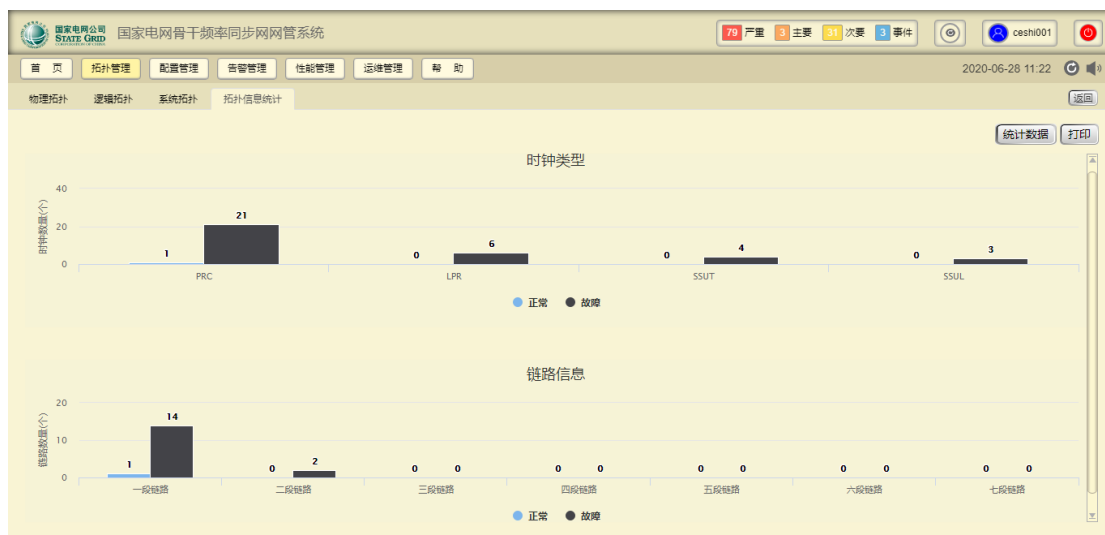 国家电网公司 国家电网骨干频率同步网网管系统 79 严重 3 主要 31 次要 3 事件 ceshi001
STATE GRID
首 页 拓扑管理 配置管理 告警管理 性能管理 运维管理 帮 助 2020-06-28 11:22
物理拓扑 逻辑拓扑 系统拓扑 拓扑信息统计 返回
统计数据 打印
时钟类型
时钟数量(个)
40
20
0
1 21 0 6 0 4 0 3
PRC LPR SSUT SSUL
正常 故障
链路信息
链路数量(个)
20
10
0
1 14 0 2 0 0 0 0 0 0 0 0 0 0
一段链路 二段链路 三段链路 四段链路 五段链路 六段链路 七段链路
正常 故障